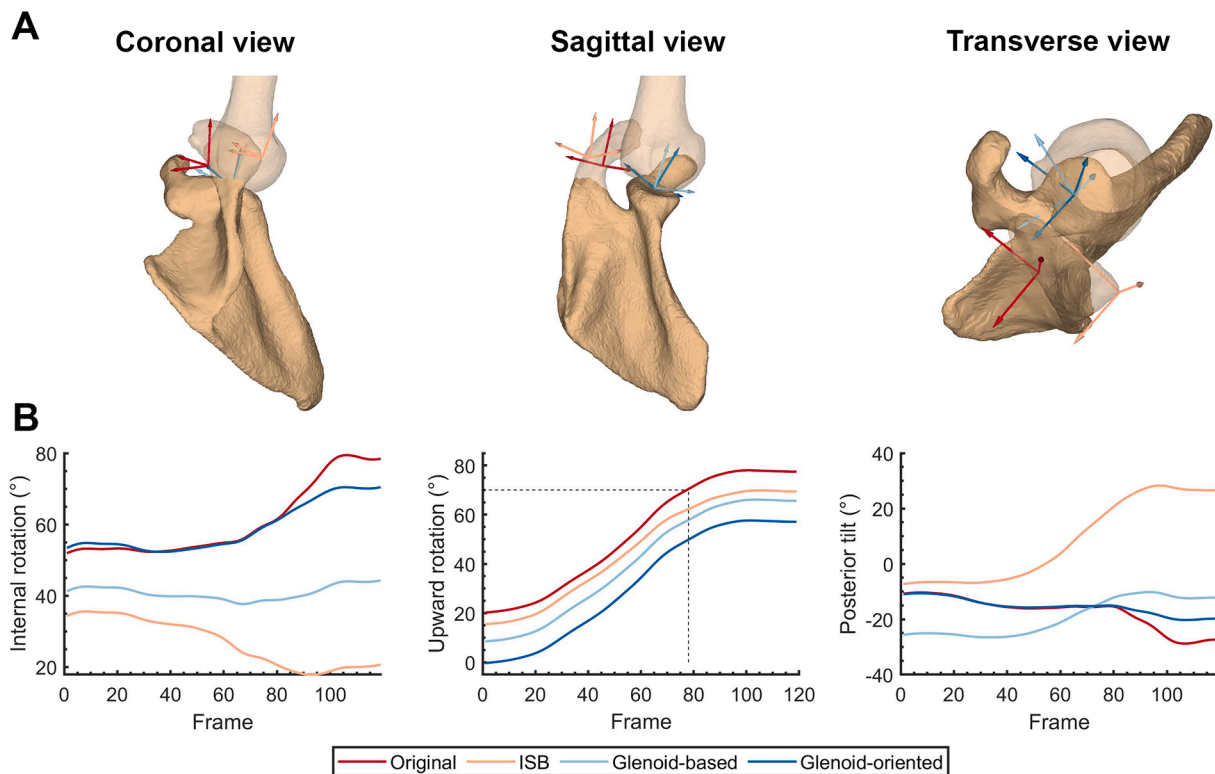 A
Coronal view
Sagittal view
Transverse view
B
Internal rotation (°)
80
60
40
20
0 20 40 60 80 100
Frame
Upward rotation (°)
80
60
40
20
0
0 20 40 60 80 100 120
Frame
Posterior tilt (°)
40
20
0
-20
-40
0 20 40 60 80 100
Frame
Original ISB Glenoid-based Glenoid-oriented